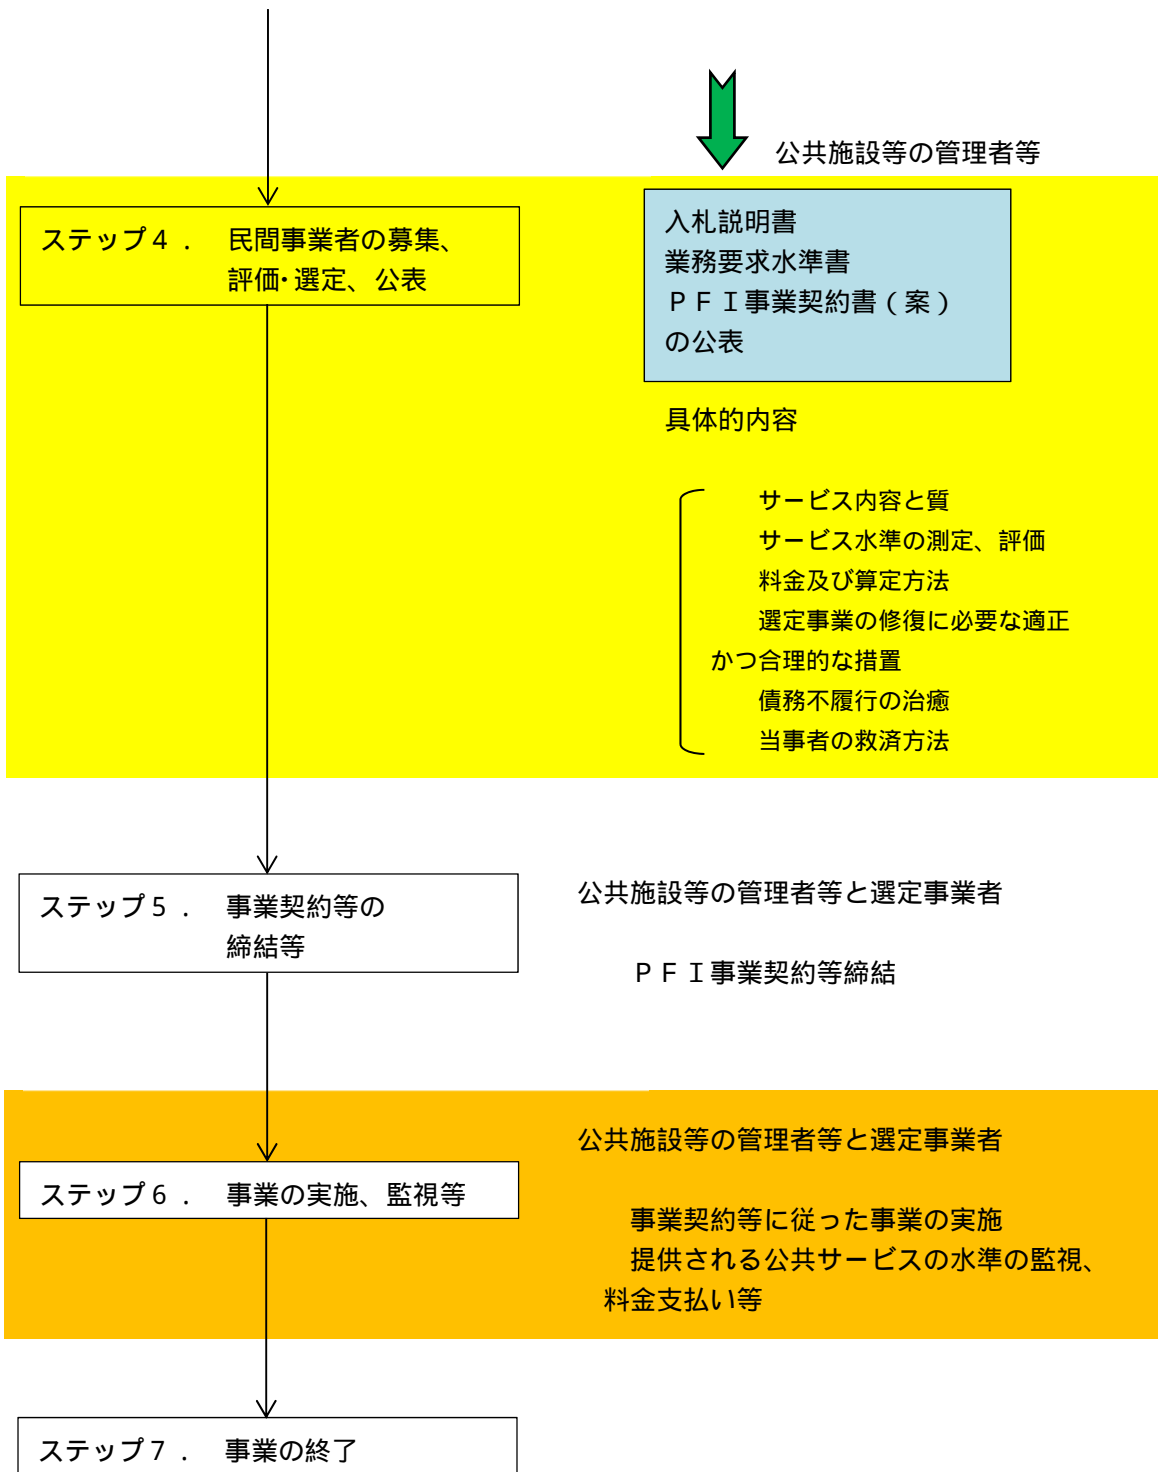 公共施設等の管理者等
ステップ４． 民間事業者の募集、
評価･選定、公表
入札説明書
業務要求水準書
ＰＦＩ事業契約書（案）
の公表
具体的内容
サービス内容と質
サービス水準の測定、評価
料金及び算定方法
選定事業の修復に必要な適正
かつ合理的な措置
債務不履行の治癒
当事者の救済方法
ステップ５． 事業契約等の
締結等
公共施設等の管理者等と選定事業者
ＰＦＩ事業契約等締結
公共施設等の管理者等と選定事業者
ステップ６． 事業の実施、監視等
事業契約等に従った事業の実施
提供される公共サービスの水準の監視、
料金支払い等
ステップ７． 事業の終了